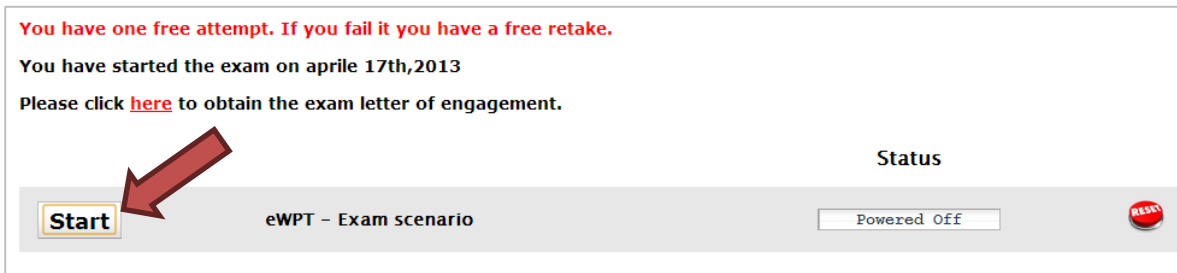 You have one free attempt. If you fail it you have a free retake.
You have started the exam on aprile 17th,2013
Please click here to obtain the exam letter of engagement.
Status
Start eWPT - Exam scenario Powered Off RESET